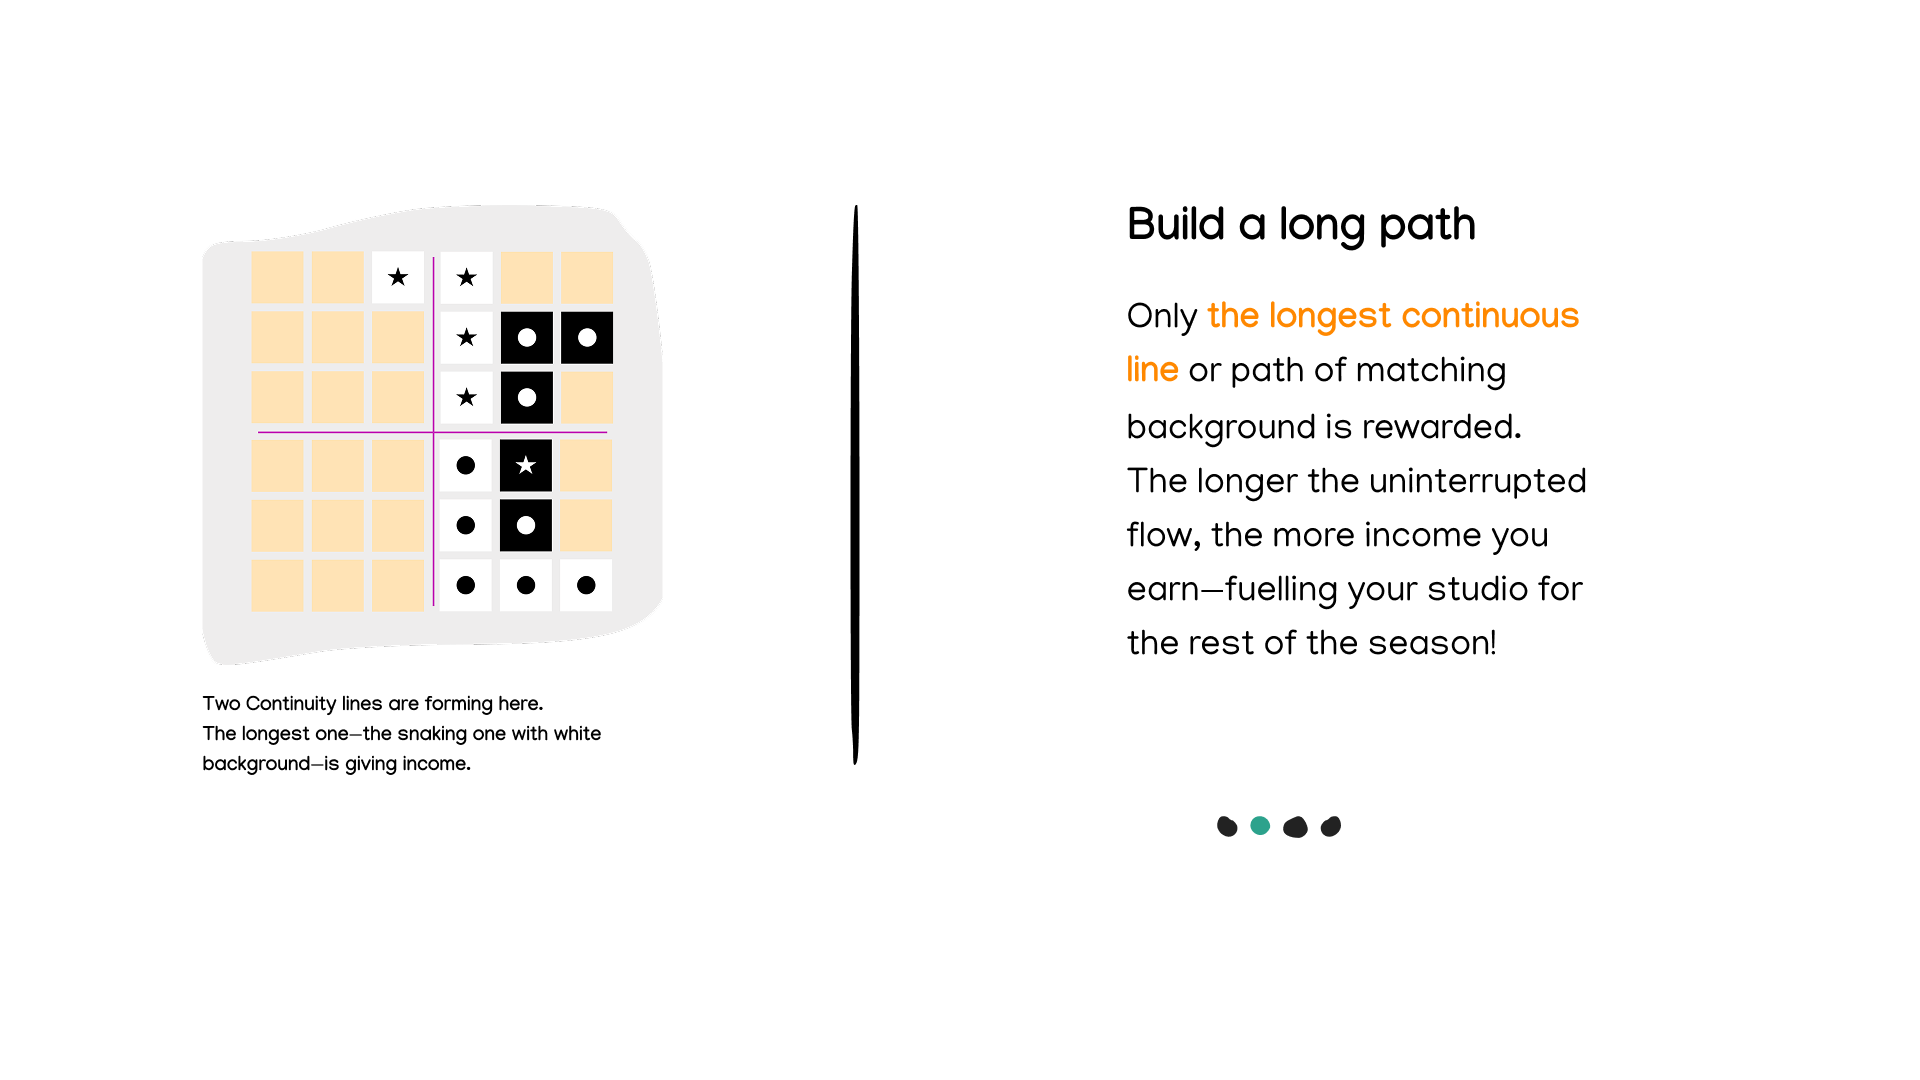 Two Continuity lines are forming here.
The longest one—the snaking one with white
background—is giving income.
Build a long path
Only the longest continuous
line or path of matching
background is rewarded.
The longer the uninterrupted
flow, the more income you
earn—fuelling your studio for
the rest of the season!